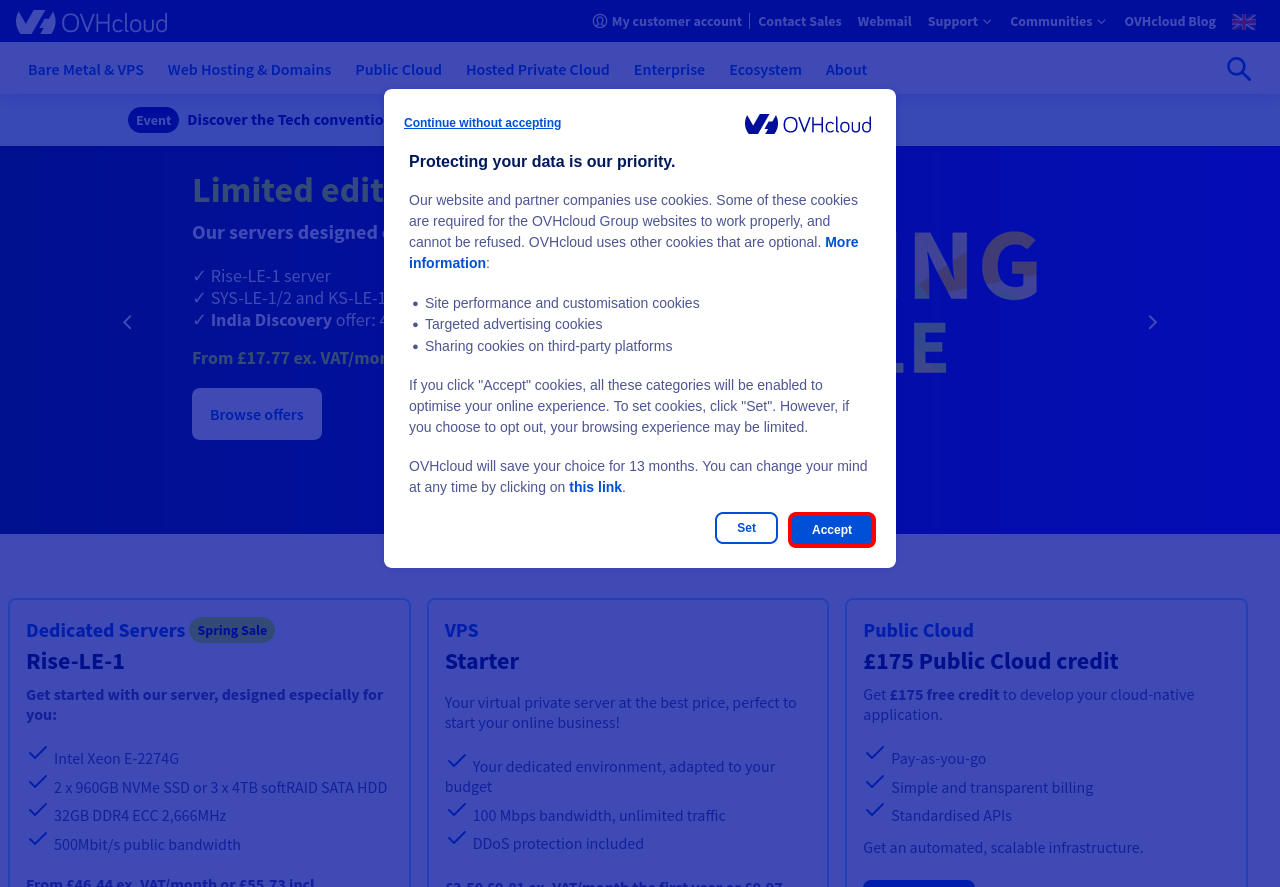 OVHcloud
My customer account
Contact Sales
Webmail
Support
Communities
OVHcloud Blog
Bare Metal & VPS
Web Hosting & Domains
Public Cloud
Hosted Private Cloud
Enterprise
Ecosystem
About
Event
Discover the Tech conventio
Limited edit
Our servers designed
✓ Rise-LE-1 server
✓ SYS-LE-1/2 and KS-LE-1
✓ India Discovery offer: 4
From £17.77 ex. VAT/mon
Browse offers
ING
LE
Continue without accepting
OVHcloud
Protecting your data is our priority.
Our website and partner companies use cookies. Some of these cookies
are required for the OVHcloud Group websites to work properly, and
cannot be refused. OVHcloud uses other cookies that are optional. More
information:
• Site performance and customisation cookies
• Targeted advertising cookies
• Sharing cookies on third-party platforms
If you click "Accept" cookies, all these categories will be enabled to
optimise your online experience. To set cookies, click "Set". However, if
you choose to opt out, your browsing experience may be limited.
OVHcloud will save your choice for 13 months. You can change your mind
at any time by clicking on this link.
Set
Accept
Dedicated Servers Spring Sale
Rise-LE-1
Get started with our server, designed especially for
you:
Intel Xeon E-2274G
2 x 960GB NVMe SSD or 3 x 4TB softRAID SATA HDD
32GB DDR4 ECC 2,666MHz
500Mbit/s public bandwidth
From £46.44 ex. VAT/month or £55.73 incl.
VPS
Starter
Your virtual private server at the best price, perfect to
start your online business!
Your dedicated environment, adapted to your
budget
100 Mbps bandwidth, unlimited traffic
DDoS protection included
£3.50 £0.81 ex. VAT/month the first year or £0.97
Public Cloud
£175 Public Cloud credit
Get £175 free credit to develop your cloud-native
application.
Pay-as-you-go
Simple and transparent billing
Standardised APIs
Get an automated, scalable infrastructure.